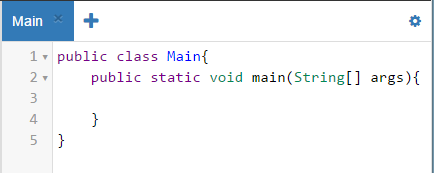 Main × +
1 public class Main{
2     public static void main(String[] args){
3
4     }
5 }